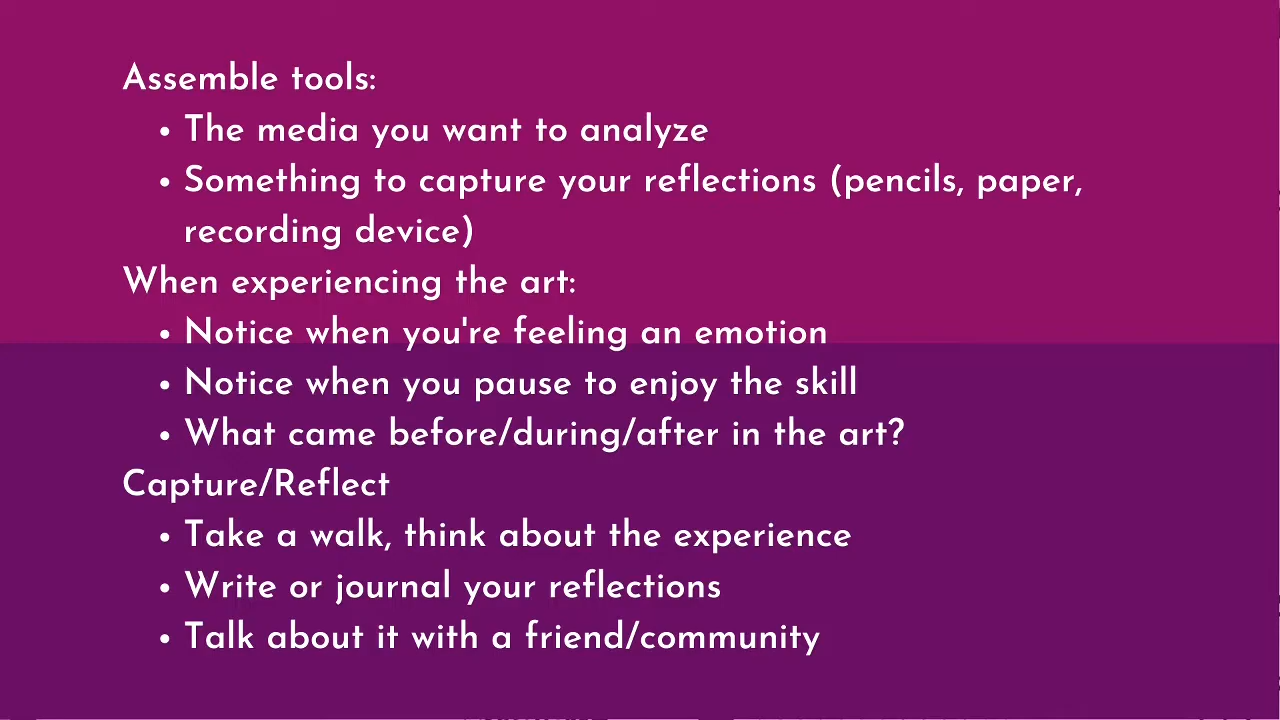 Assemble tools:
• The media you want to analyze
• Something to capture your reflections (pencils, paper,
recording device)
When experiencing the art:
• Notice when you're feeling an emotion
• Notice when you pause to enjoy the skill
• What came before/during/after in the art?
Capture/Reflect
• Take a walk, think about the experience
• Write or journal your reflections
• Talk about it with a friend/community